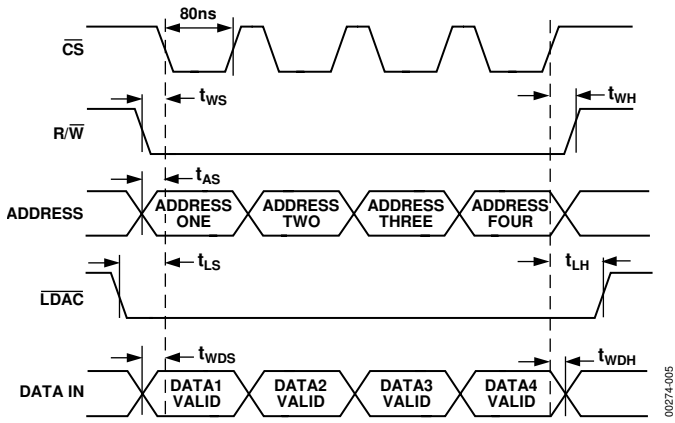 80ns
CS
tWS
tWH
R/W
tAS
ADDRESS
ADDRESS ONE
ADDRESS TWO
ADDRESS THREE
ADDRESS FOUR
tLS
tLH
LDAC
tWDS
tWDH
DATA IN
DATA1 VALID
DATA2 VALID
DATA3 VALID
DATA4 VALID
00274-005